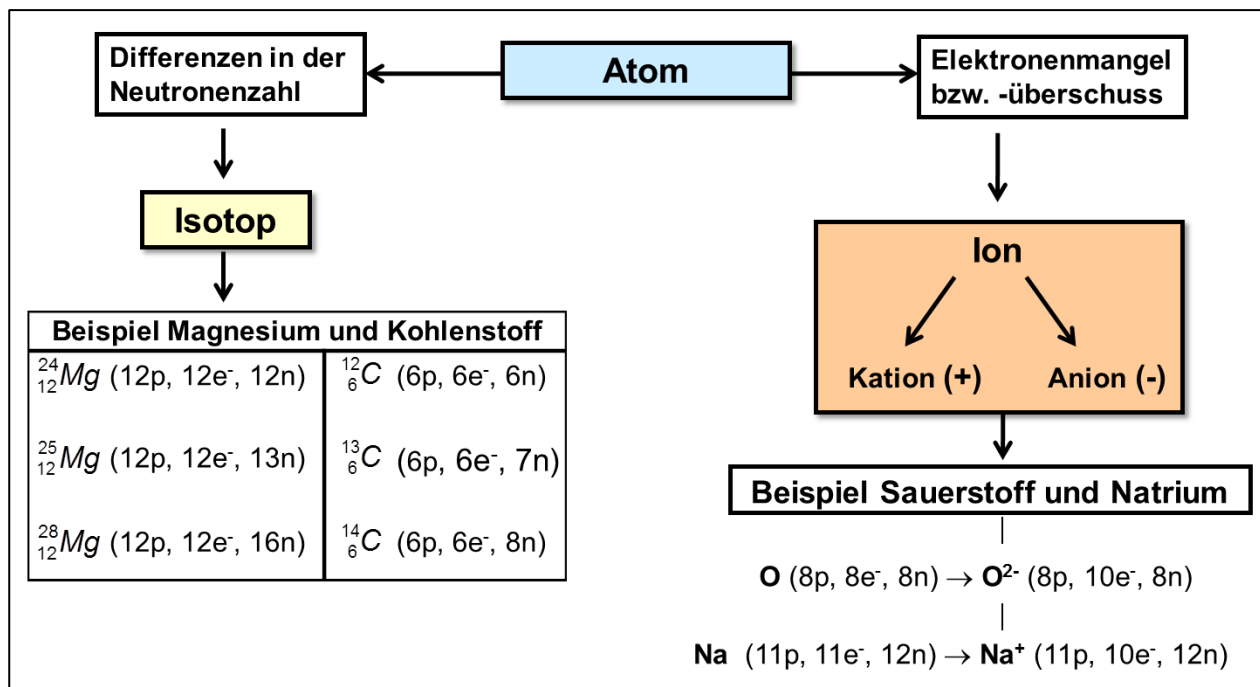 Differenzen in der
Neutronenzahl
Atom
Elektronenmangel
bzw. -überschuss
Isotop
Ion
Kation (+)
Anion (-)
Beispiel Magnesium und Kohlenstoff
²⁴₁₂Mg (12p, 12e⁻, 12n)
¹²₆C (6p, 6e⁻, 6n)
²⁵₁₂Mg (12p, 12e⁻, 13n)
¹³₆C (6p, 6e⁻, 7n)
²⁸₁₂Mg (12p, 12e⁻, 16n)
¹⁴₆C (6p, 6e⁻, 8n)
Beispiel Sauerstoff und Natrium
O (8p, 8e⁻, 8n) → O²⁻ (8p, 10e⁻, 8n)
Na (11p, 11e⁻, 12n) → Na⁺ (11p, 10e⁻, 12n)